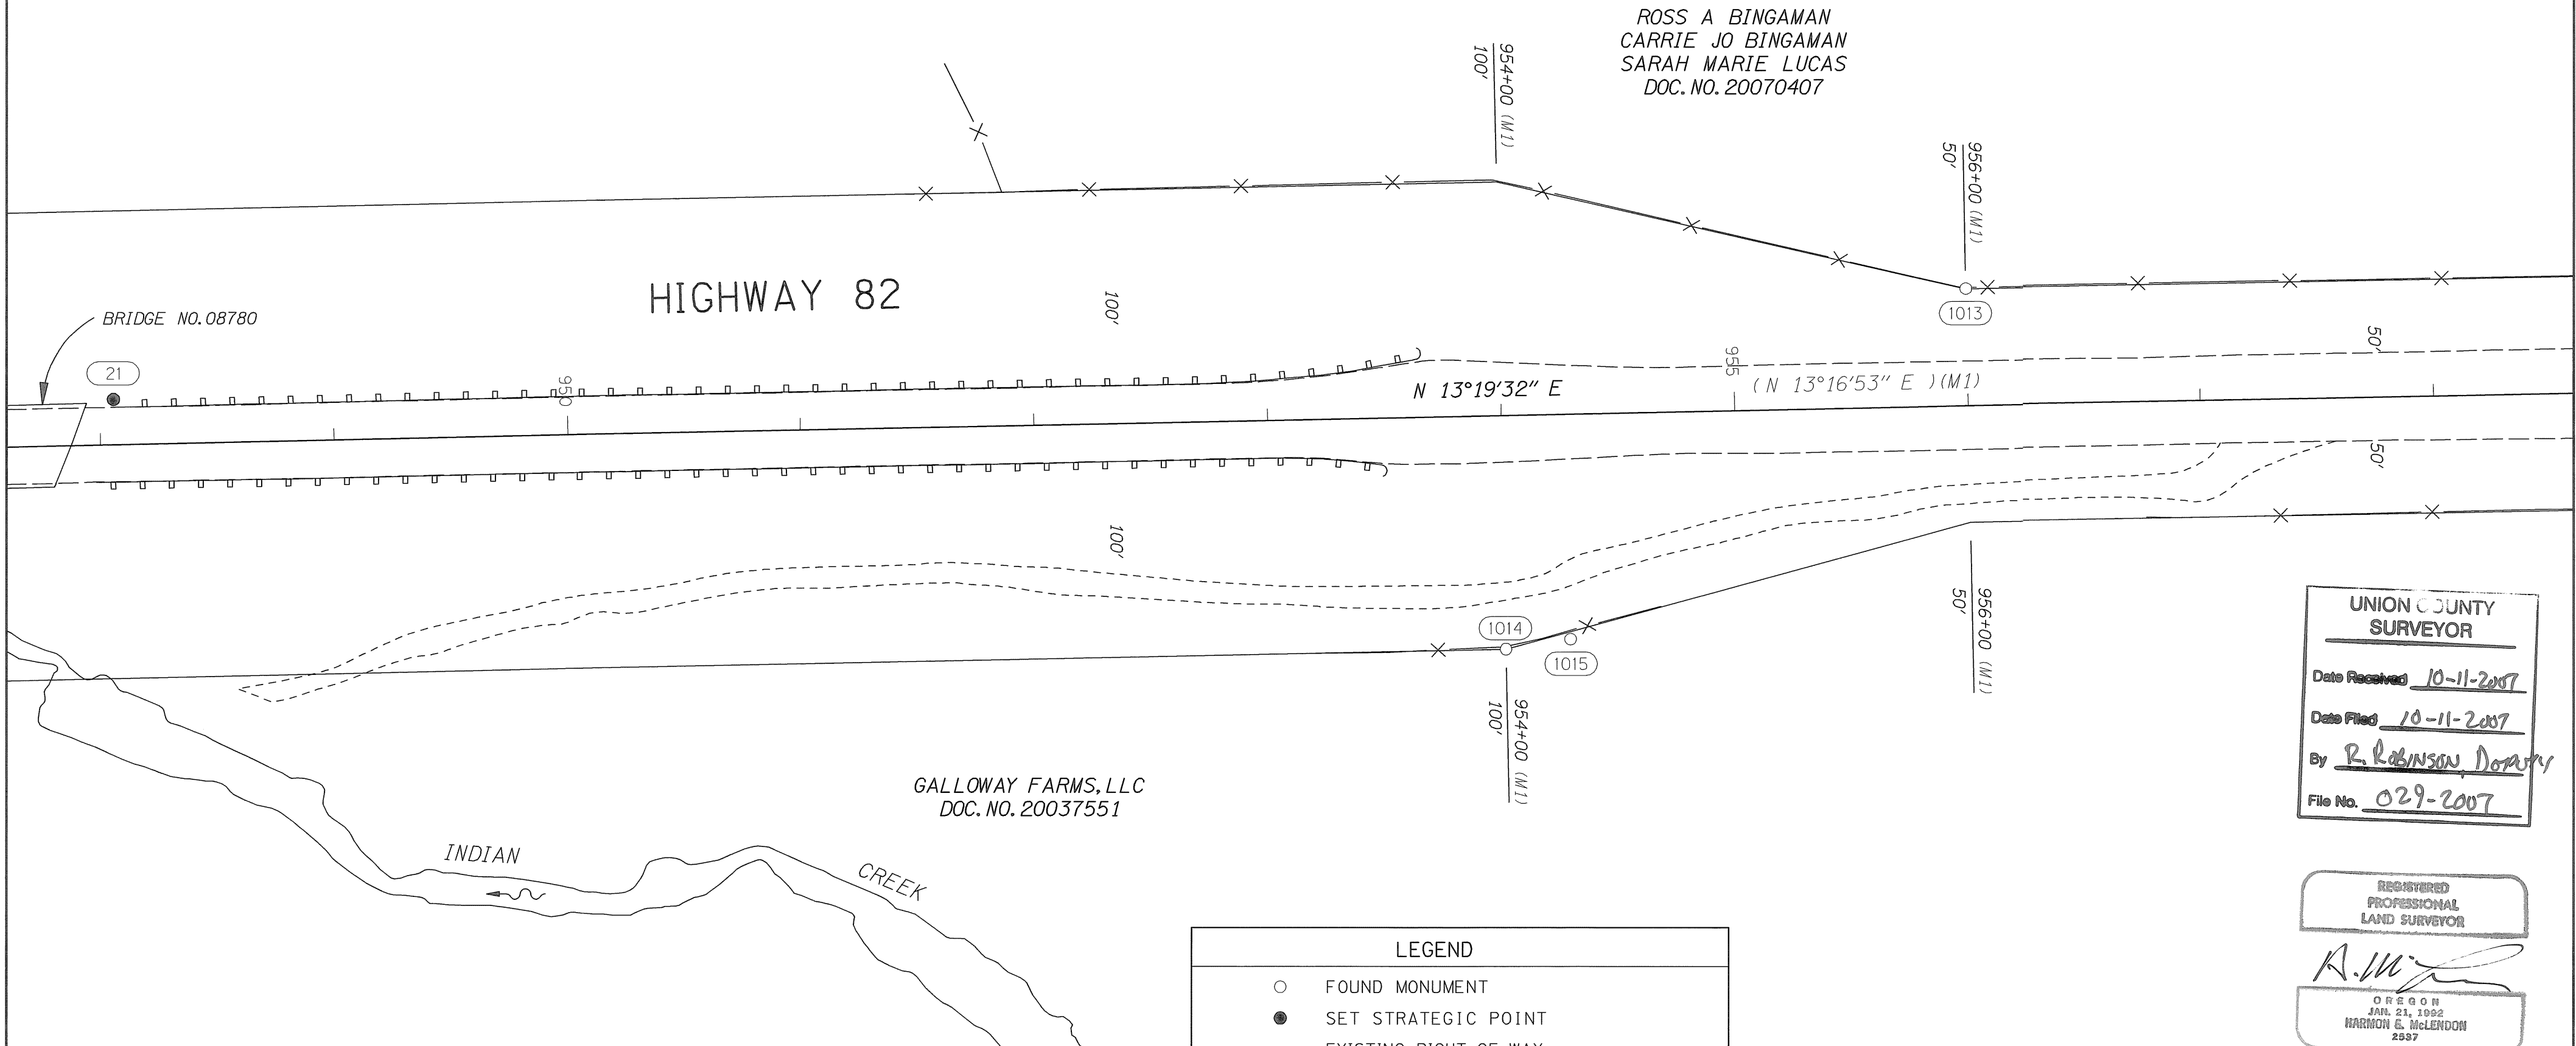 ROSS A BINGAMAN
CARRIE JO BINGAMAN
SARAH MARIE LUCAS
DOC. NO. 20070407
954+00 (M1)
100'
956+00 (M1)
50'
HIGHWAY 82
100'
BRIDGE NO. 08780
1013
21
950
955
50'
N 13°19'32" E
( N 13°16'53" E )(M1)
50'
100'
1014
1015
956+00 (M1)
50'
954+00 (M1)
100'
GALLOWAY FARMS, LLC
DOC. NO. 20037551
INDIAN
CREEK
UNION COUNTY
SURVEYOR
Date Received 10-11-2007
Date Filed 10-11-2007
By R. ROBINSON, DEPUTY
File No. 029-2007
REGISTERED
PROFESSIONAL
LAND SURVEYOR
OREGON
JAN. 21, 1992
HARMON E. McLENDON
2537
LEGEND
FOUND MONUMENT
SET STRATEGIC POINT
EXISTING RIGHT OF WAY